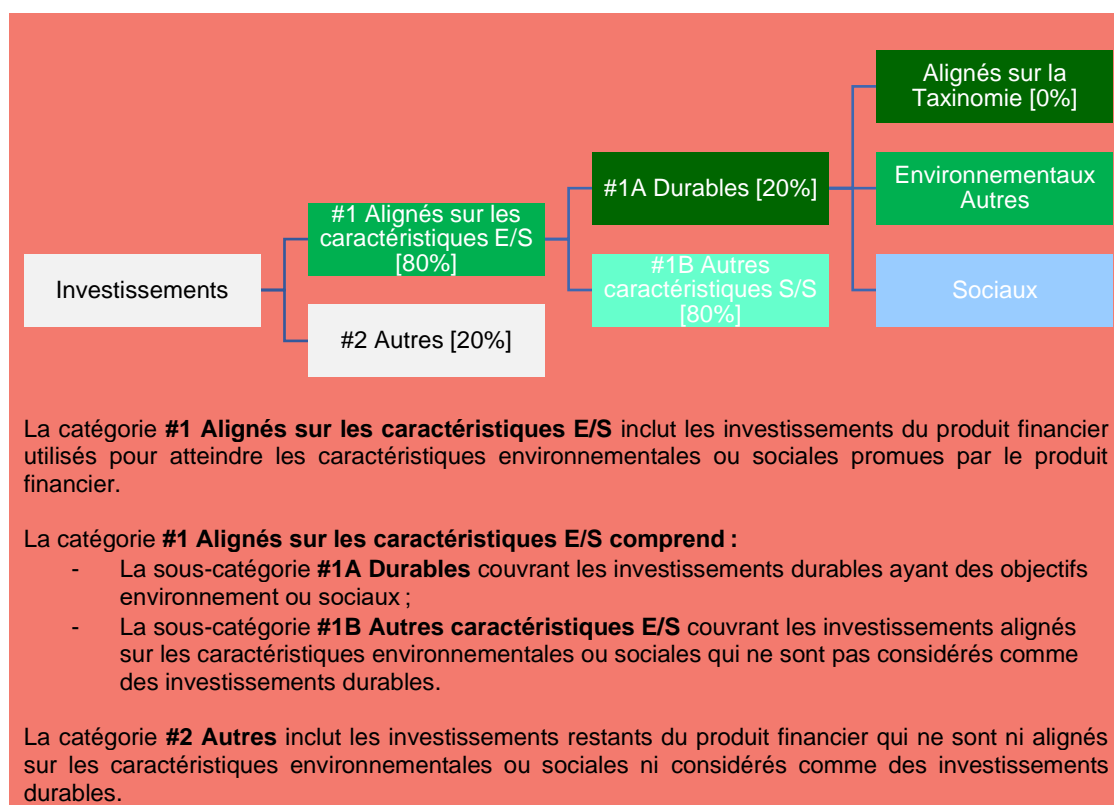 Alignés sur la
Taxinomie [0%]
#1A Durables [20%]
Environnementaux
Autres
#1 Alignés sur les
caractéristiques E/S
[80%]
#1B Autres
caractéristiques S/S
[80%]
Investissements
Sociaux
#2 Autres [20%]
La catégorie #1 Alignés sur les caractéristiques E/S inclut les investissements du produit financier
utilisés pour atteindre les caractéristiques environnementales ou sociales promues par le produit
financier.
La catégorie #1 Alignés sur les caractéristiques E/S comprend :
- La sous-catégorie #1A Durables couvrant les investissements durables ayant des objectifs
environnement ou sociaux ;
- La sous-catégorie #1B Autres caractéristiques E/S couvrant les investissements alignés
sur les caractéristiques environnementales ou sociales qui ne sont pas considérés comme
des investissements durables.
La catégorie #2 Autres inclut les investissements restants du produit financier qui ne sont ni alignés
sur les caractéristiques environnementales ou sociales ni considérés comme des investissements
durables.